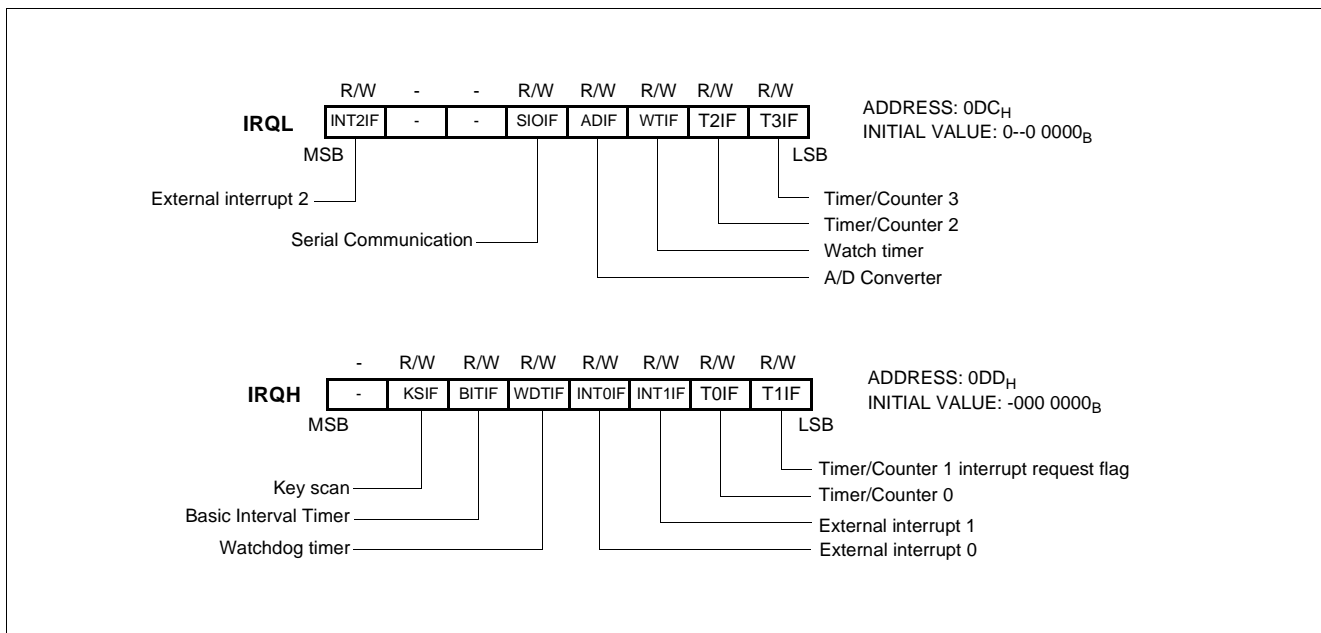 R/W - - R/W R/W R/W R/W R/W
IRQL INT2IF - - SIOIF ADIF WTIF T2IF T3IF
ADDRESS: 0DCH
INITIAL VALUE: 0--0 0000B
MSB LSB
External interrupt 2
Serial Communication
Timer/Counter 3
Timer/Counter 2
Watch timer
A/D Converter
- R/W R/W R/W R/W R/W R/W R/W
IRQH - KSIF BITIF WDTIF INT0IF INT1IF T0IF T1IF
ADDRESS: 0DDH
INITIAL VALUE: -000 0000B
MSB LSB
Key scan
Basic Interval Timer
Watchdog timer
Timer/Counter 1 interrupt request flag
Timer/Counter 0
External interrupt 1
External interrupt 0